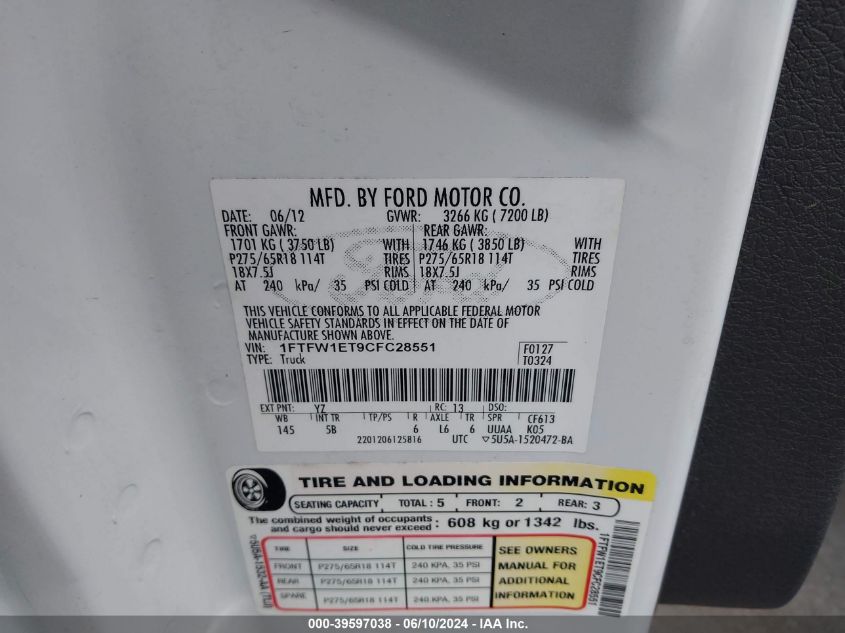 MFD. BY FORD MOTOR CO.
DATE: 06/12 GVWR: 3266 KG ( 7200 LB)
FRONT GAWR: REAR GAWR:
1701 KG ( 3750 LB) WITH 1746 KG ( 3850 LB) WITH
P275/65R18 114T TIRES P275/65R18 114T TIRES
18X7.5J RIMS 18X7.5J RIMS
AT 240 kPa/ 35 PSI COLD AT 240 kPa/ 35 PSI COLD
THIS VEHICLE CONFORMS TO ALL APPLICABLE FEDERAL MOTOR
VEHICLE SAFETY STANDARDS IN EFFECT ON THE DATE OF
MANUFACTURE SHOWN ABOVE.
VIN: 1FTFW1ET9CFC28551 F0127
TYPE: Truck T0324
EXT PNT: YZ RC: 13 DSO:
WB INT TR TP/PS R AXLE TR SPR CF613
145 5B 6 L6 6 UUAA K05
2201206125816 UTC ▽5U5A-1520472-BA
TIRE AND LOADING INFORMATION
SEATING CAPACITY TOTAL : 5 FRONT: 2 REAR: 3
The combined weight of occupants
and cargo should never exceed : 608 kg or 1342 lbs.
TIRE SIZE COLD TIRE PRESSURE
FRONT P275/65R18 114T 240 KPA, 35 PSI
REAR P275/65R18 114T 240 KPA, 35 PSI
SPARE P275/65R18 114T 240 KPA, 35 PSI
SEE OWNERS
MANUAL FOR
ADDITIONAL
INFORMATION
1FTFW1ET9CFC28551
000-39597038 - 06/10/2024 - IAA Inc.